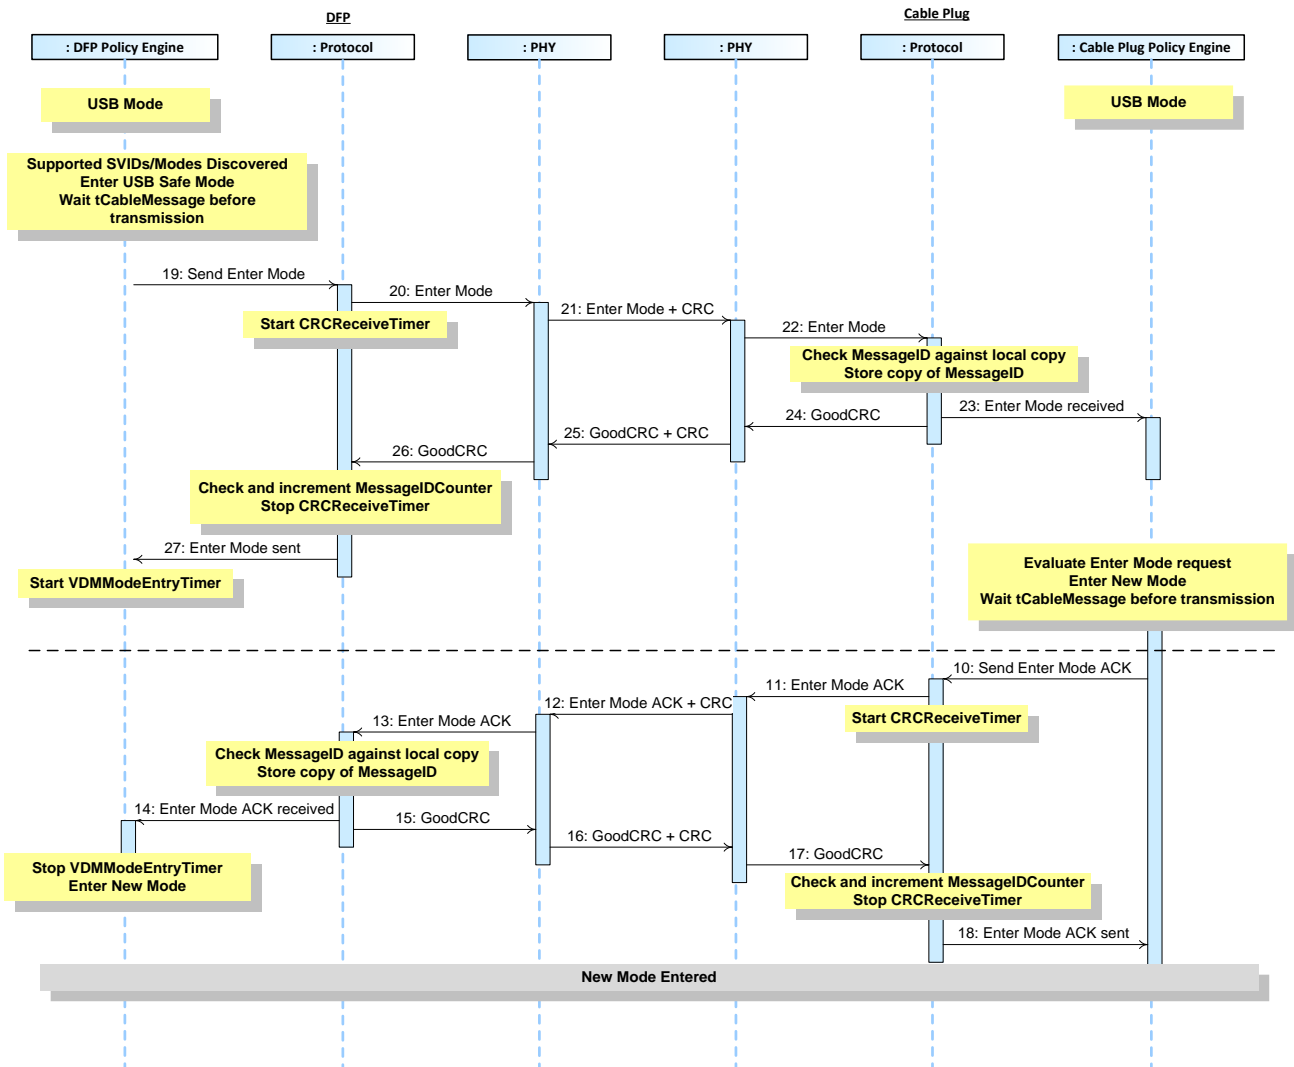 DFP
Cable Plug
: DFP Policy Engine
: Protocol
: PHY
: PHY
: Protocol
: Cable Plug Policy Engine
USB Mode
USB Mode
Supported SVIDs/Modes Discovered
Enter USB Safe Mode
Wait tCableMessage before
transmission
19: Send Enter Mode
20: Enter Mode
21: Enter Mode + CRC
Start CRCReceiveTimer
22: Enter Mode
Check MessageID against local copy
Store copy of MessageID
23: Enter Mode received
24: GoodCRC
25: GoodCRC + CRC
26: GoodCRC
Check and increment MessageIDCounter
Stop CRCReceiveTimer
27: Enter Mode sent
Start VDMModeEntryTimer
Evaluate Enter Mode request
Enter New Mode
Wait tCableMessage before transmission
10: Send Enter Mode ACK
11: Enter Mode ACK
12: Enter Mode ACK + CRC
Start CRCReceiveTimer
13: Enter Mode ACK
Check MessageID against local copy
Store copy of MessageID
14: Enter Mode ACK received
15: GoodCRC
16: GoodCRC + CRC
17: GoodCRC
Stop VDMModeEntryTimer
Enter New Mode
Check and increment MessageIDCounter
Stop CRCReceiveTimer
18: Enter Mode ACK sent
New Mode Entered